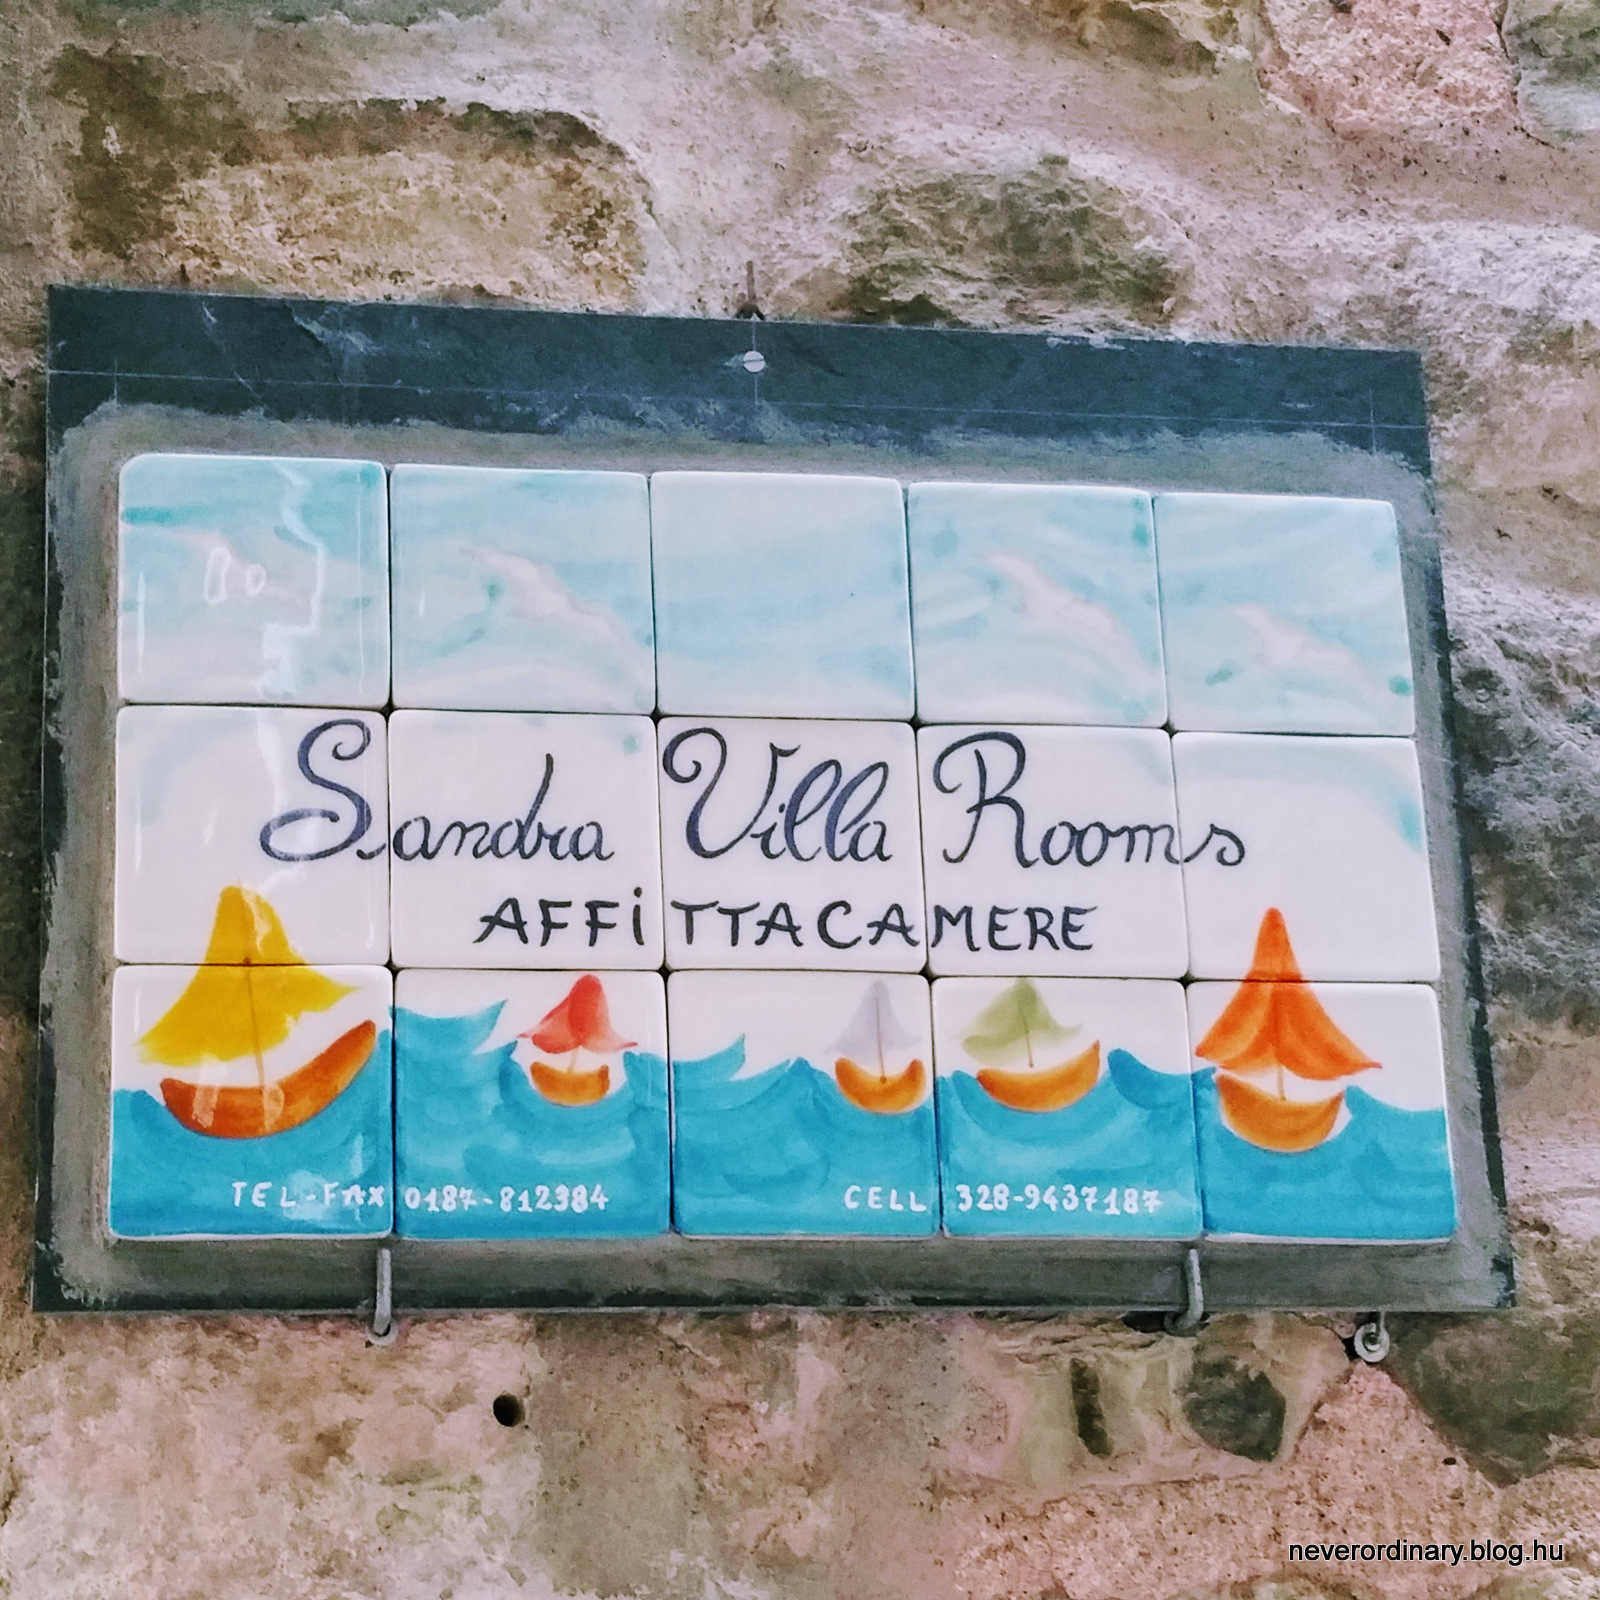 Sandra Villa Rooms
AFFiTTACAMERE
TEL-FAX 0187-812384 CELL 328-9437187
neverordinary.blog.hu